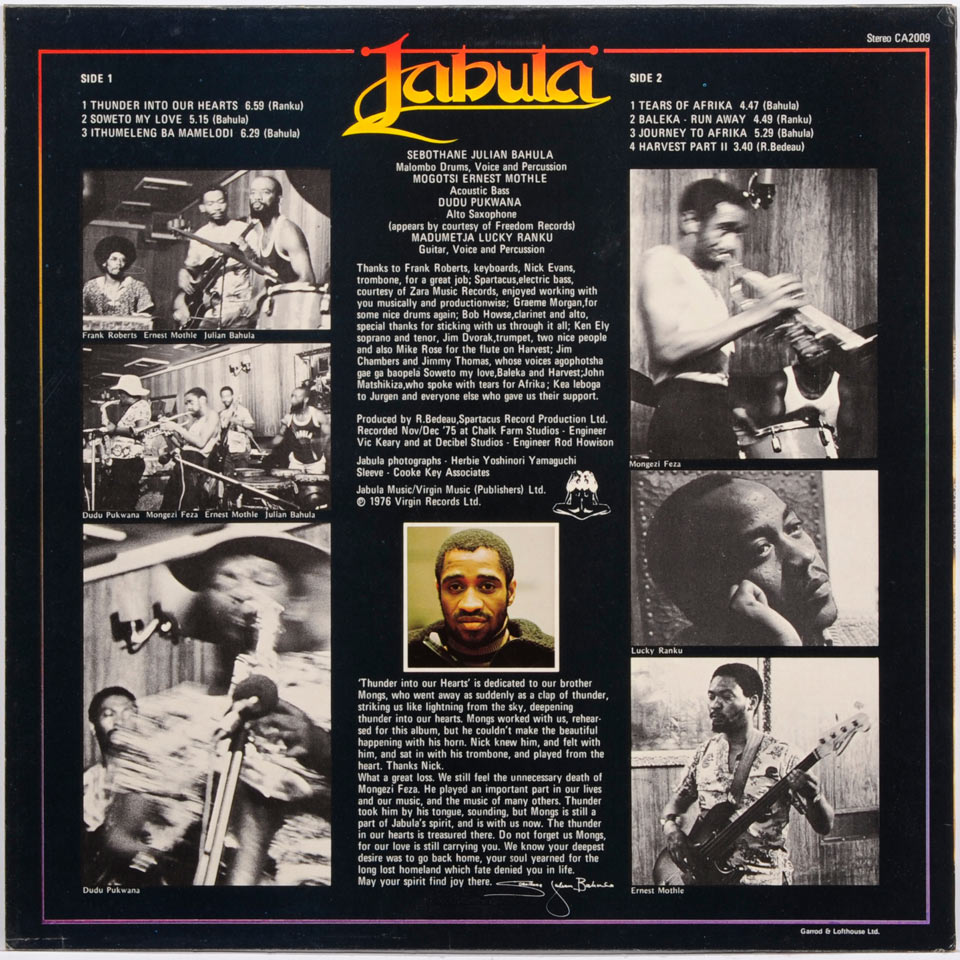 Stereo CA2009
Jabula
SIDE 1
1 THUNDER INTO OUR HEARTS 6.59 (Ranku)
2 SOWETO MY LOVE 5.15 (Bahula)
3 ITHUMELENG BA MAMELODI 6.29 (Bahula)
SIDE 2
1 TEARS OF AFRIKA 4.47 (Bahula)
2 BALEKA - RUN AWAY 4.49 (Ranku)
3 JOURNEY TO AFRIKA 5.29 (Bahula)
4 HARVEST PART II 3.40 (R.Bedeau)
Frank Roberts Ernest Mothle Julian Bahula
Dudu Pukwana Mongezi Feza Ernest Mothle Julian Bahula
Dudu Pukwana
SEBOTHANE JULIAN BAHULA
Malombo Drums, Voice and Percussion
MOGOTSI ERNEST MOTHLE
Acoustic Bass
DUDU PUKWANA
Alto Saxophone
(appears by courtesy of Freedom Records)
MADUMETJA LUCKY RANKU
Guitar, Voice and Percussion
Thanks to Frank Roberts, keyboards, Nick Evans,
trombone, for a great job; Spartacus,electric bass,
courtesy of Zara Music Records, enjoyed working with
you musically and productionwise; Graeme Morgan,for
some nice drums again; Bob Howse,clarinet and alto,
special thanks for sticking with us through it all; Ken Ely
soprano and tenor, Jim Dvorak,trumpet, two nice people
and also Mike Rose for the flute on Harvest; Jim
Chambers and Jimmy Thomas, whose voices agophotsha
gae ga baopela Soweto my love,Baleka and Harvest;John
Matshikiza,who spoke with tears for Afrika; Kea leboga
to Jurgen and everyone else who gave us their support.
Produced by R.Bedeau,Spartacus Record Production Ltd.
Recorded Nov/Dec '75 at Chalk Farm Studios - Engineer
Vic Keary and at Decibel Studios - Engineer Rod Howison
Jabula photographs - Herbie Yoshinori Yamaguchi
Sleeve - Cooke Key Associates
Jabula Music/Virgin Music (Publishers) Ltd.
℗ 1976 Virgin Records Ltd.
'Thunder into our Hearts' is dedicated to our brother
Mongs, who went away as suddenly as a clap of thunder,
striking us like lightning from the sky, deepening
thunder into our hearts. Mongs worked with us, rehear-
sed for this album, but he couldn't make the beautiful
happening with his horn. Nick knew him, and felt with
him, and sat in with his trombone, and played from the
heart. Thanks Nick.
What a great loss. We still feel the unnecessary death of
Mongezi Feza. He played an important part in our lives
and our music, and the music of many others. Thunder
took him by his tongue, sounding, but Mongs is still a
part of Jabula's spirit, and is with us now. The thunder
in our hearts is treasured there. Do not forget us Mongs,
for our love is still carrying you. We know your deepest
desire was to go back home, your soul yearned for the
long lost homeland which fate denied you in life.
May your spirit find joy there.
Julian Bahula
Mongezi Feza
Lucky Ranku
Ernest Mothle
Garrod & Lofthouse Ltd.